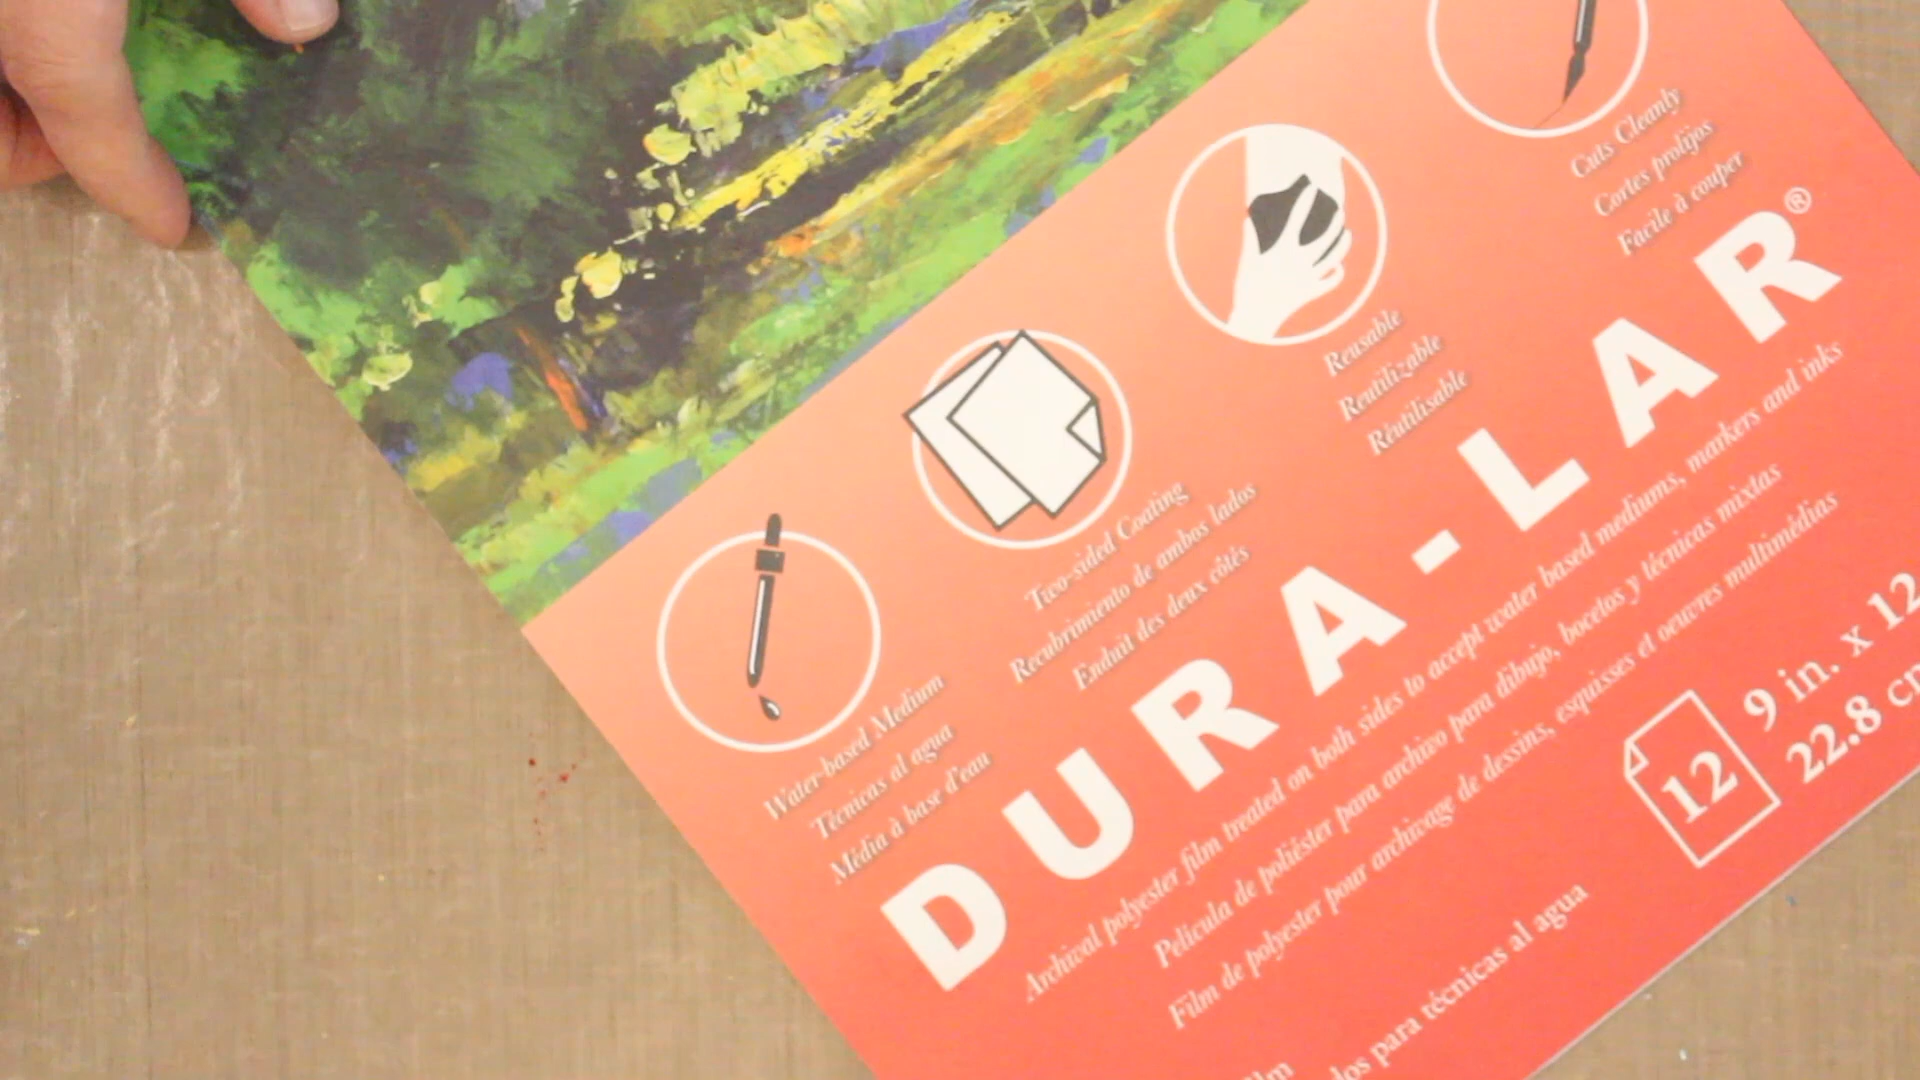 Water-based Medium
Técnicas al agua
Média à base d'eau
Two-sided Coating
Recubrimiento de ambos lados
Enduit des deux côtés
Reusable
Reutilizable
Réutilisable
Cuts Cleanly
Cortes prolijos
Facile à couper
DURA-LAR®
Archival polyester film treated on both sides to accept water based mediums, markers and inks
Película de poliéster para archivo para dibujo, bocetos y técnicas mixtas
Film de polyester pour archivage de dessins, esquisses et oeuvres multimédias
12
9 in. x 12
22.8
para técnicas al agua